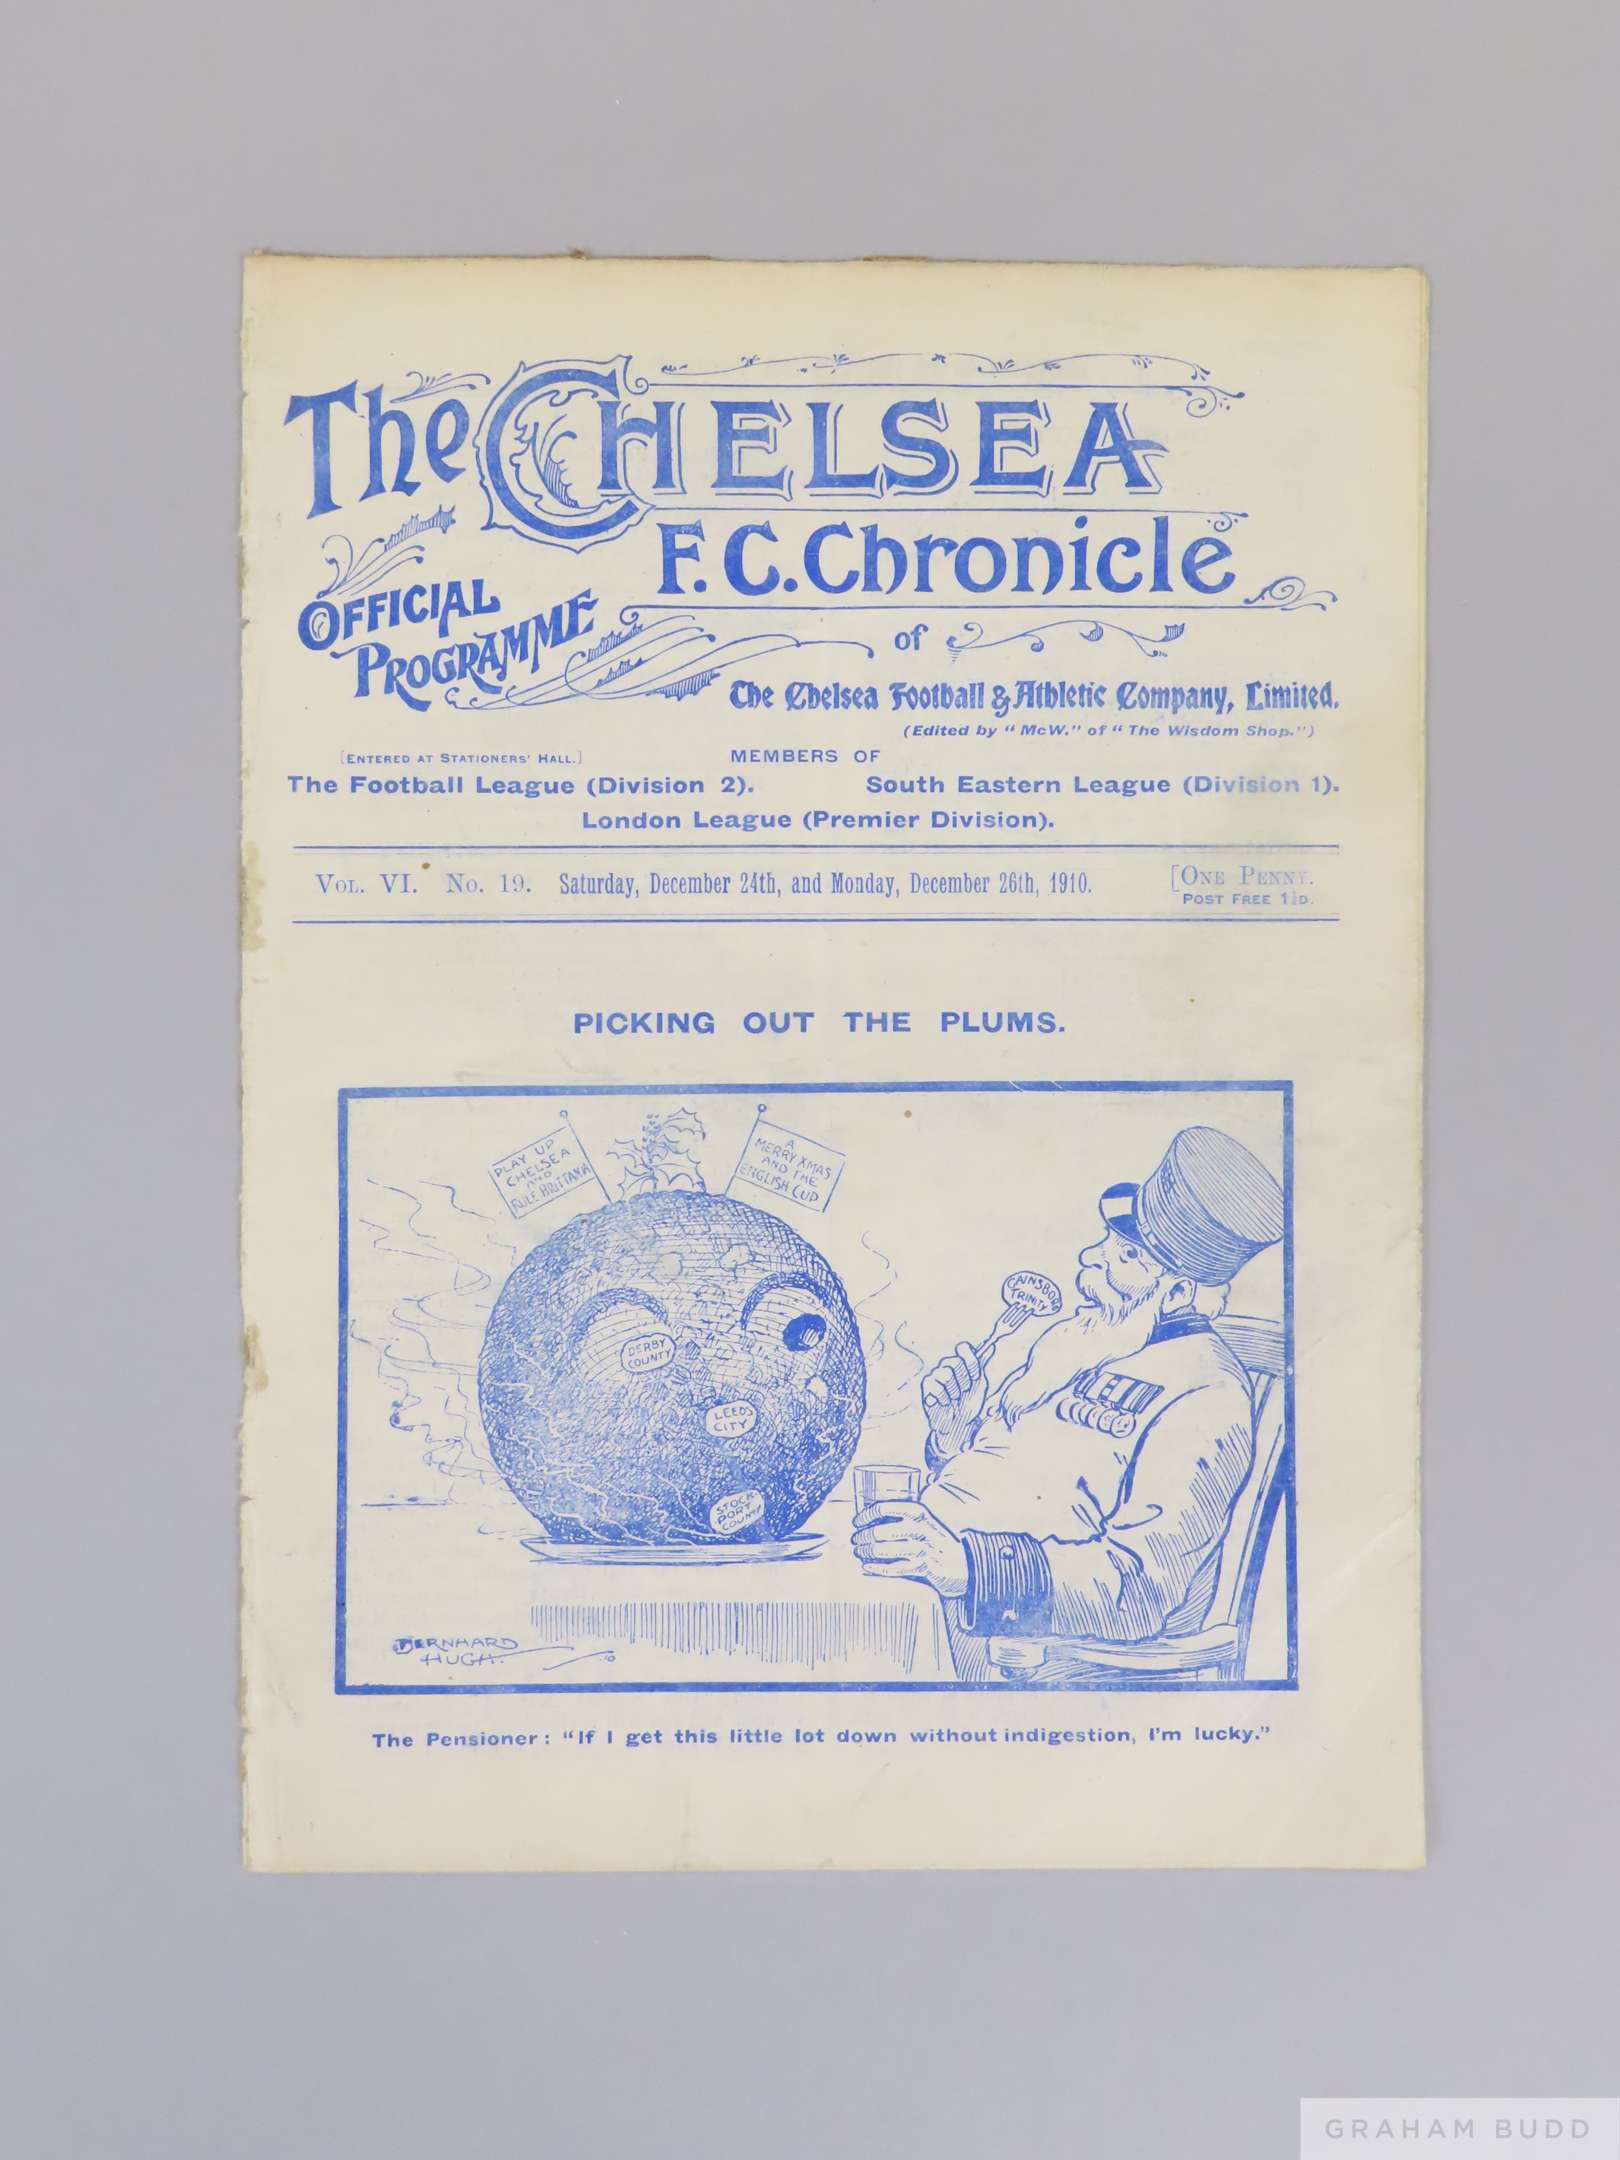 The CHELSEA
F.C. Chronicle
OFFICIAL
PROGRAMME
of
The Chelsea Football & Athletic Company, Limited.
(Edited by "McW." of "The Wisdom Shop.")
[ENTERED AT STATIONERS' HALL.]
MEMBERS OF
The Football League (Division 2). South Eastern League (Division 1).
London League (Premier Division).
VOL. VI. No. 19. Saturday, December 24th, and Monday, December 26th, 1910. [ONE PENNY.
POST FREE 1½D.
PICKING OUT THE PLUMS.
PLAY UP
CHELSEA
AND
RULE BRITTANIA
A
MERRY XMAS
AND THE
ENGLISH CUP
GAINSBORO
TRINITY
DERBY
COUNTY
LEEDS
CITY
STOCK
PORT
COUNTY
BERNHARD
HUGH. 10
The Pensioner: "If I get this little lot down without indigestion, I'm lucky."
GRAHAM BUDD